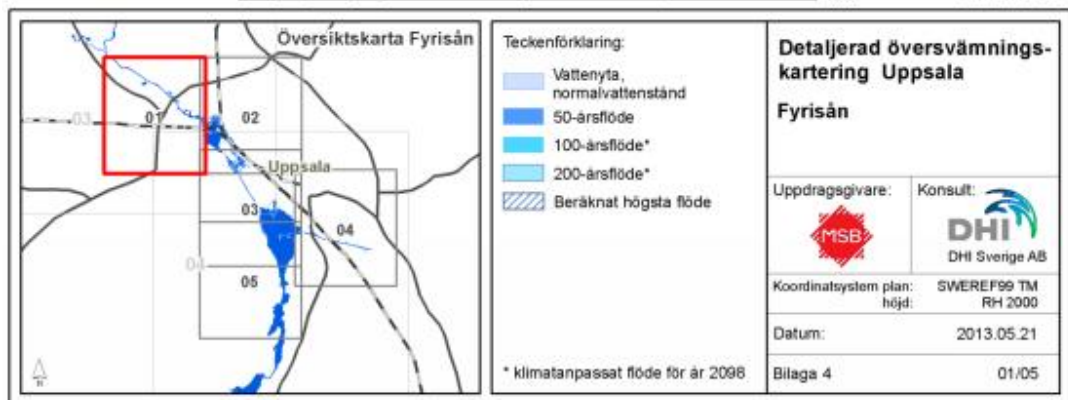 Översiktskarta Fyrisån
01
02
03
Uppsala
03
04
04
05
N
Teckenförklaring:
Vattenyta,
normalvattenstånd
50-årsflöde
100-årsflöde*
200-årsflöde*
Beräknat högsta flöde
* klimatanpassat flöde för år 2098
Detaljerad översvämnings-
kartering Uppsala
Fyrisån
Uppdragsgivare:
MSB
Konsult:
DHI
DHI Sverige AB
Koordinatsystem plan: SWEREF99 TM
höjd: RH 2000
Datum: 2013.05.21
Bilaga 4 01/05